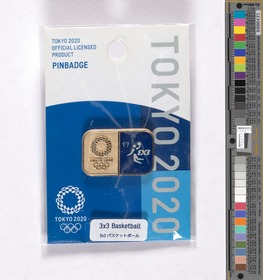 TOKYO 2020
OFFICIAL LICENSED
PRODUCT
PINBADGE
TOKYO 2020
3X3
TOKYO 2020
3x3 Basketball
3x3 バスケットボール